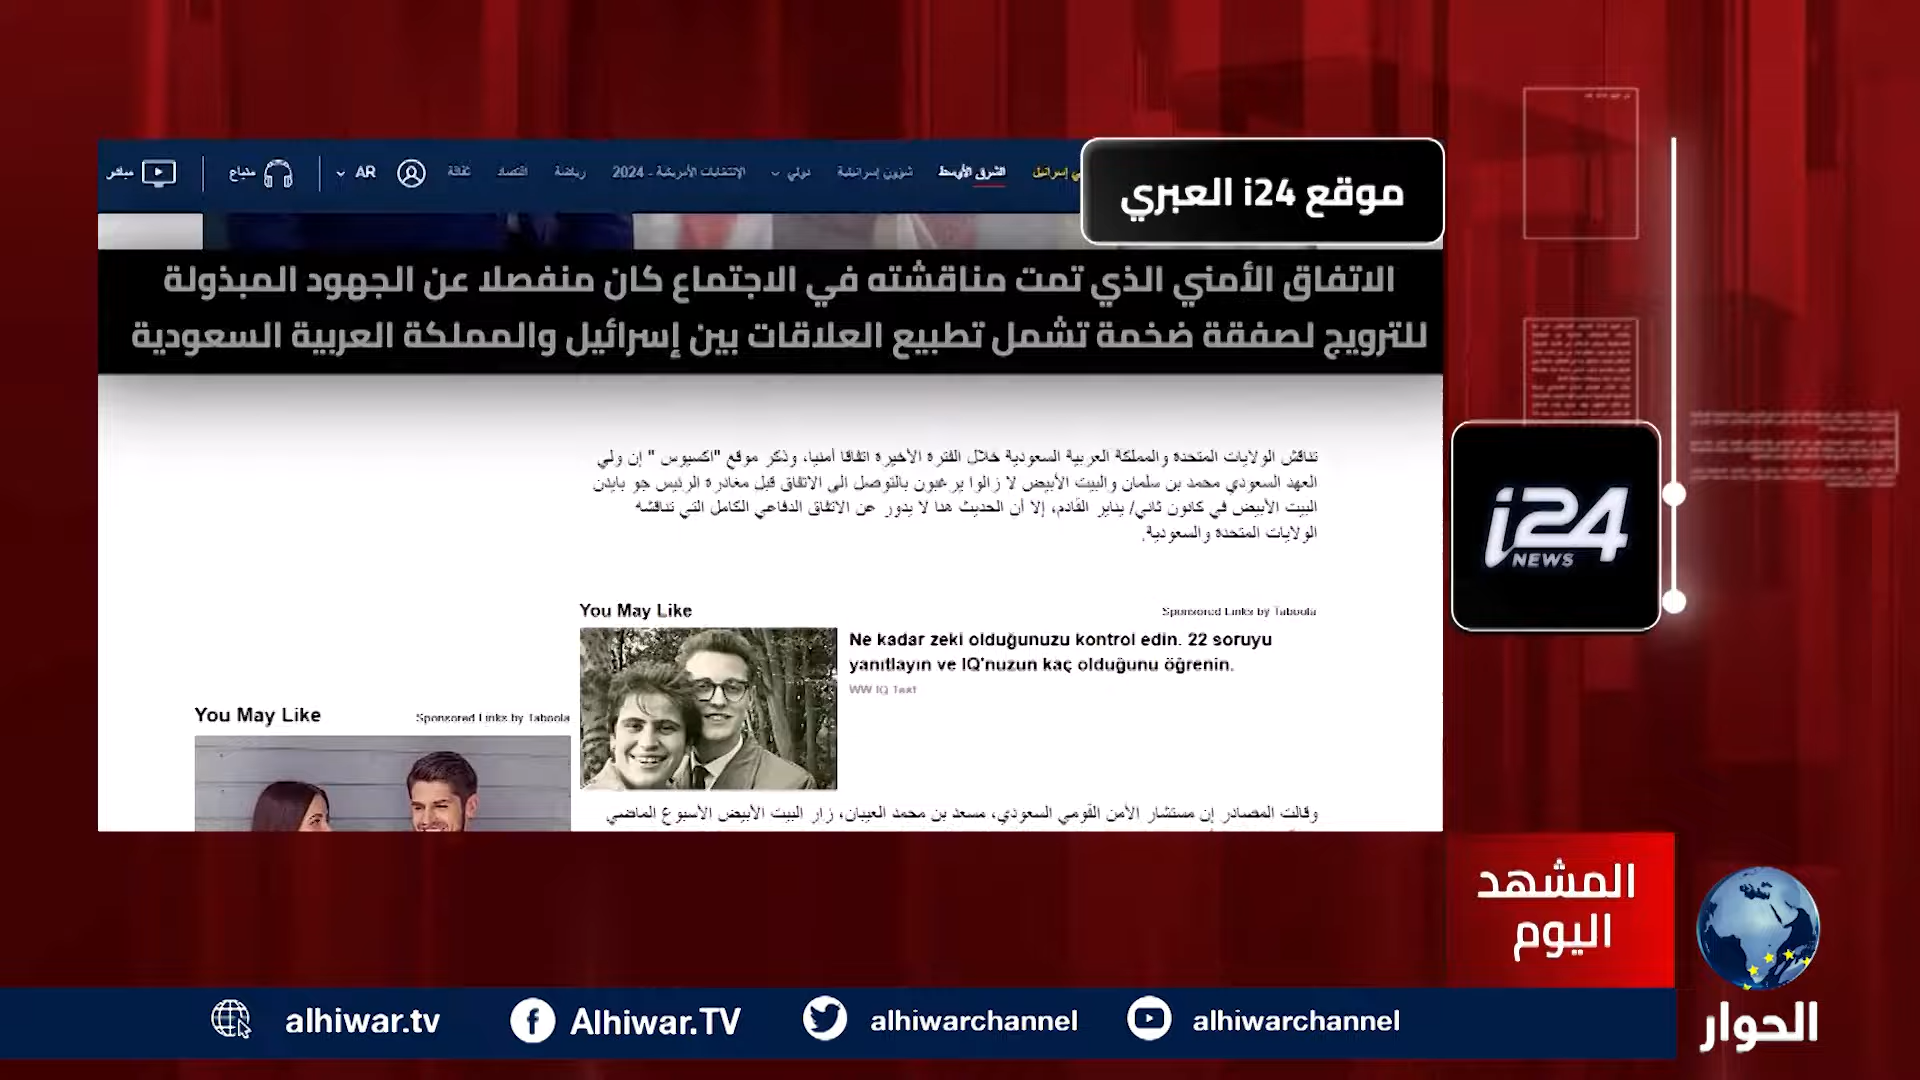 موقع i24 العبري
ي إسرائيل
الشرق الأوسط
شؤون إسرائيلية
دولي
الإنتخابات الأمريكية - 2024
رياضة
اقتصاد
ثقافة
AR
مباشر
الاتفاق الأمني الذي تمت مناقشته في الاجتماع كان منفصلا عن الجهود المبذولة
للترويج لصفقة ضخمة تشمل تطبيع العلاقات بين إسرائيل والمملكة العربية السعودية
تناقش الولايات المتحدة والمملكة العربية السعودية خلال الفترة الأخيرة اتفاقا أمنيا، وذكر موقع "اكسيوس " إن ولي
العهد السعودي محمد بن سلمان والبيت الأبيض لا زالوا يرغبون بالتوصل الى الاتفاق قبل مغادرة الرئيس جو بايدن
البيت الأبيض في كانون ثاني/ يناير القادم، إلا أن الحديث هنا لا يدور عن الاتفاق الدفاعي الكامل التي تناقشه
الولايات المتحدة والسعودية.
i24
NEWS
You May Like
Sponsored Links by Taboola
Ne kadar zeki olduğunuzu kontrol edin. 22 soruyu
yanıtlayın ve IQ'nuzun kaç olduğunu öğrenin.
WW IQ Test
You May Like
Sponsored Links by Taboola
وقالت المصادر إن مستشار الأمن القومي السعودي، مسعد بن محمد العيبان، زار البيت الأبيض الأسبوع الماضي
المشهد
اليوم
الحوار
alhiwar.tv
Alhiwar.TV
alhiwarchannel
alhiwarchannel